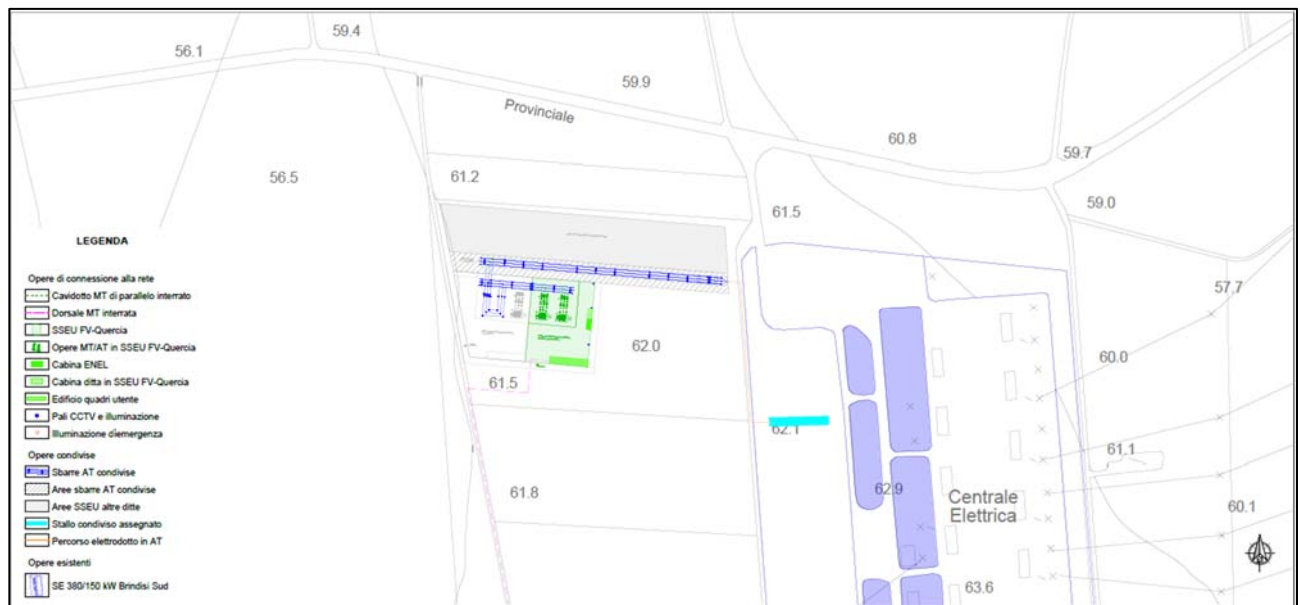 59.4
56.1
59.9
Provinciale
60.8
59.7
56.5
61.2
61.5
59.0
57.7
62.0
60.0
61.5
62.1
61.1
61.8
62.9
Centrale
Elettrica
60.1
63.6
LEGENDA
Opere di connessione alla rete
Cavidotto MT di parallelo interrato
Dorsale MT interrata
SSEU FV-Quercia
Opere MT/AT in SSEU FV-Quercia
Cabina ENEL
Cabina ditta in SSEU FV-Quercia
Edificio quadri utente
Pali CCTV e illuminazione
Illuminazione d'emergenza
Opere condivise
Sbarre AT condivise
Aree sbarre AT condivise
Aree SSEU altre ditte
Stallo condiviso assegnato
Percorso elettrodotto in AT
Opere esistenti
SE 380/150 kW Brindisi Sud